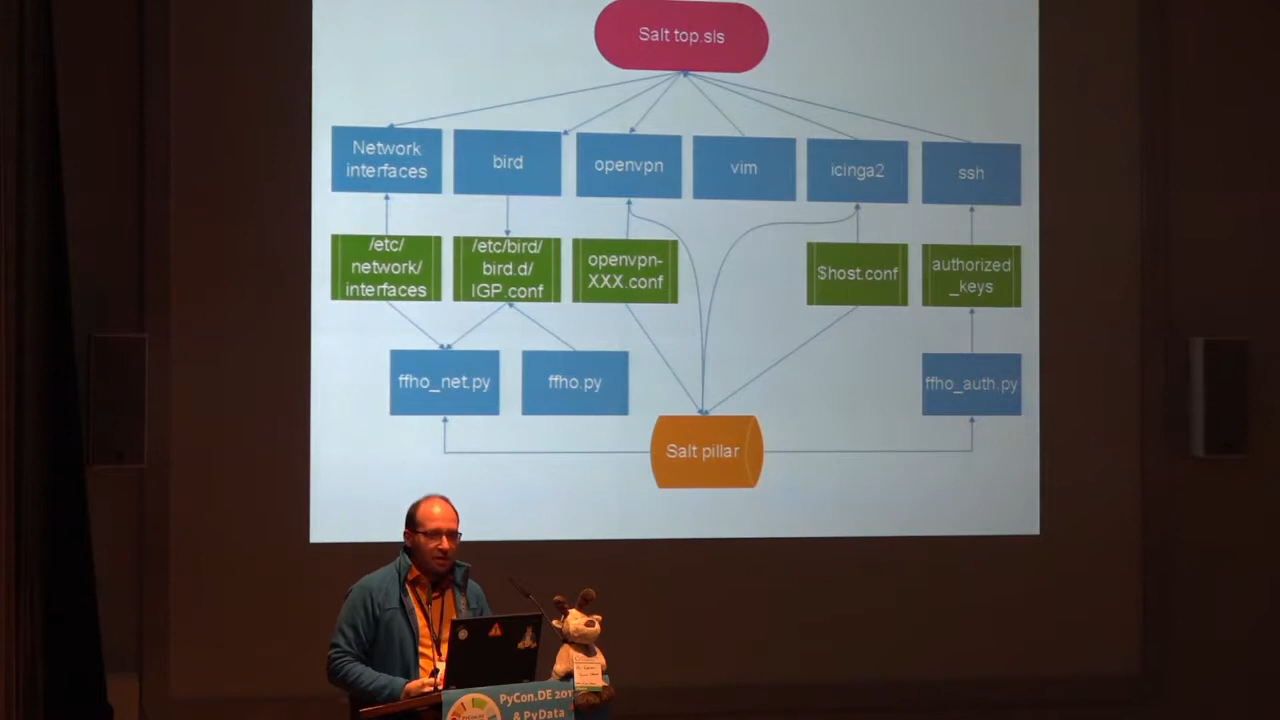 Salt top.sls
Network
interfaces
bird
openvpn
vim
icinga2
ssh
/etc/
network/
interfaces
/etc/bird/
bird.d/
IGP.conf
openvpn-
XXX.conf
$host.conf
authorized
_keys
ffho_net.py
ffho.py
ffho_auth.py
Salt pillar
PyCon.DE 201
& PyData